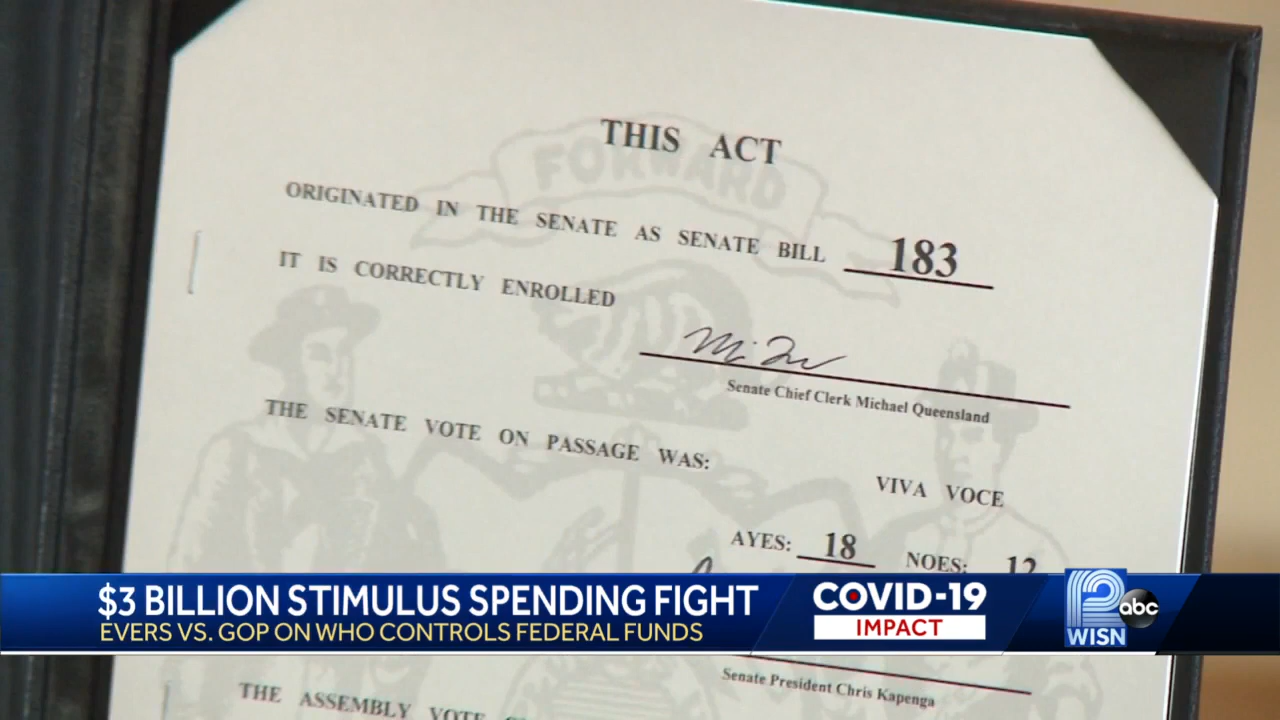 THIS ACT
FORWARD
ORIGINATED IN THE SENATE AS SENATE BILL 183
IT IS CORRECTLY ENROLLED
Senate Chief Clerk Michael Queensland
THE SENATE VOTE ON PASSAGE WAS:
VIVA VOCE
AYES: 18 NOES: 12
$3 BILLION STIMULUS SPENDING FIGHT
EVERS VS. GOP ON WHO CONTROLS FEDERAL FUNDS
COVID-19
IMPACT
12
abc
WISN
Senate President Chris Kapenga
THE ASSEMBLY VOTE